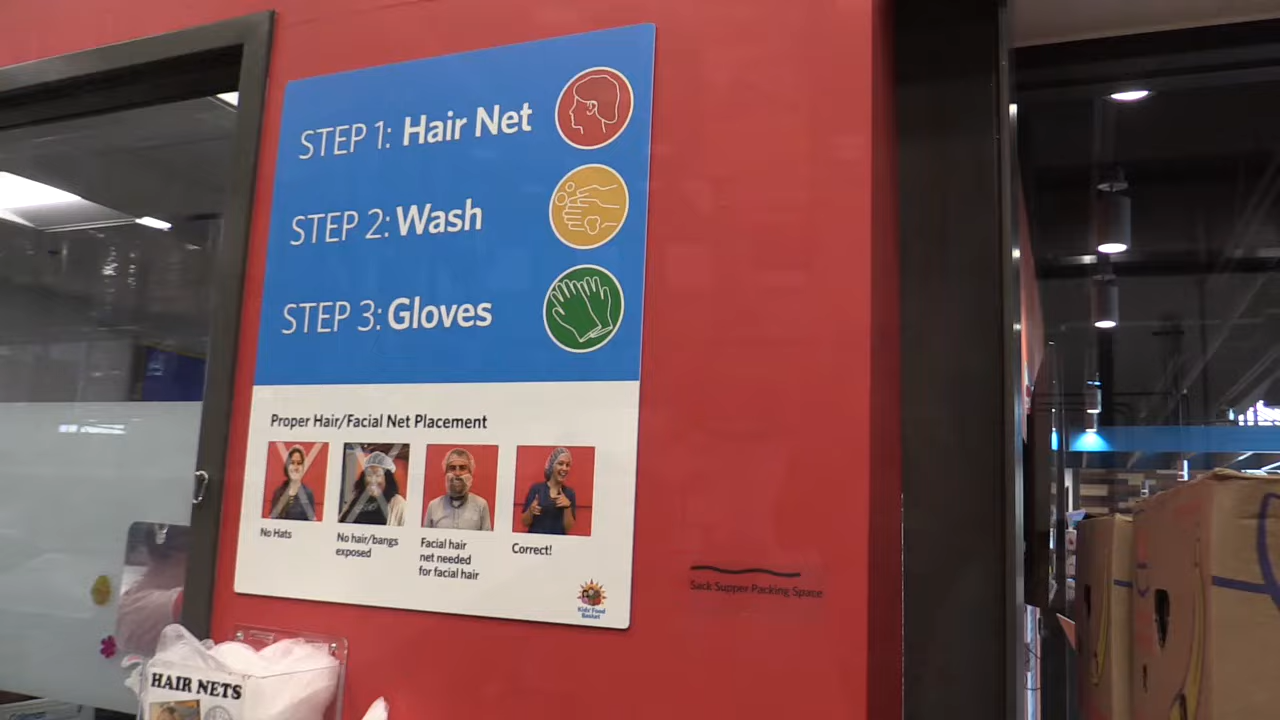 STEP 1: Hair Net
STEP 2: Wash
STEP 3: Gloves
Proper Hair/Facial Net Placement
No Hats
No hair/bangs
exposed
Facial hair
net needed
for facial hair
Correct!
Kids' Food
Basket
Sack Supper Packing Space
HAIR NETS